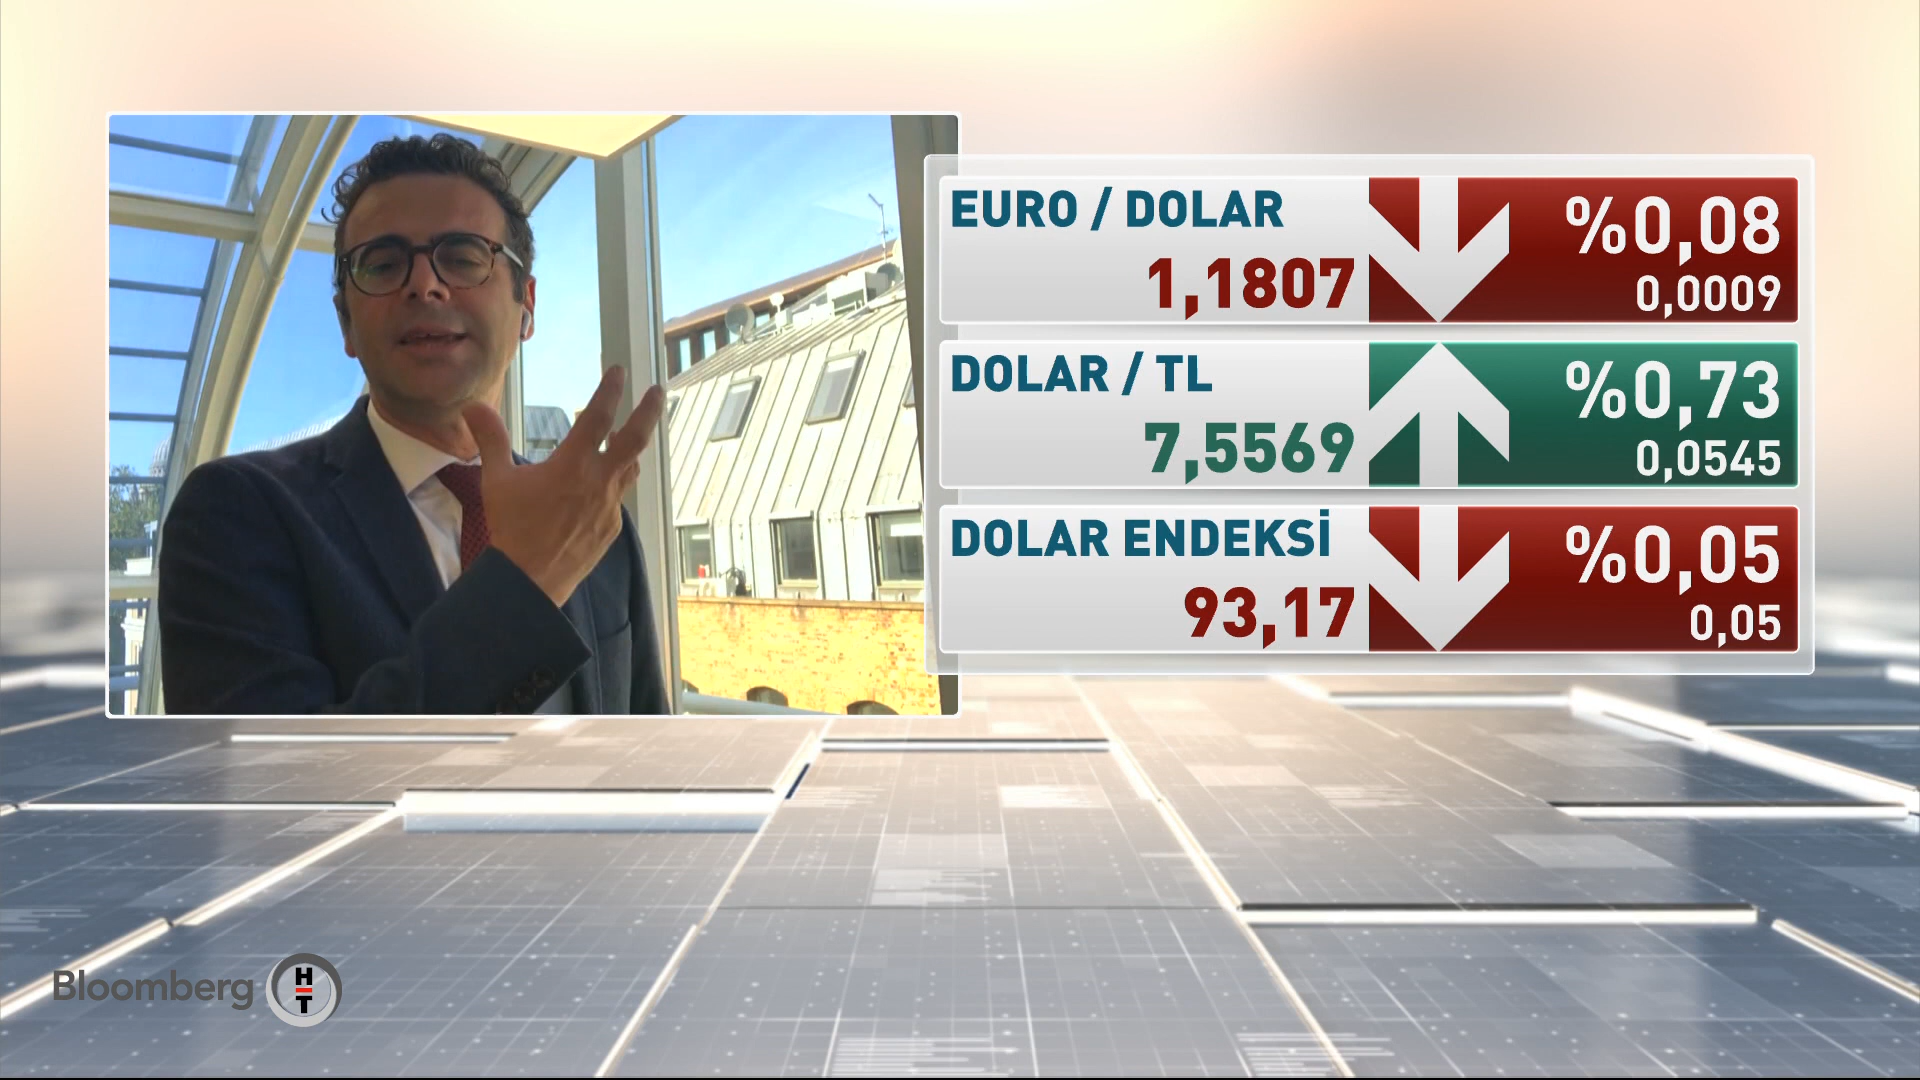 EURO / DOLAR
1,1807
%0,08
0,0009
DOLAR / TL
7,5569
%0,73
0,0545
DOLAR ENDEKSİ
93,17
%0,05
0,05
Bloomberg HT